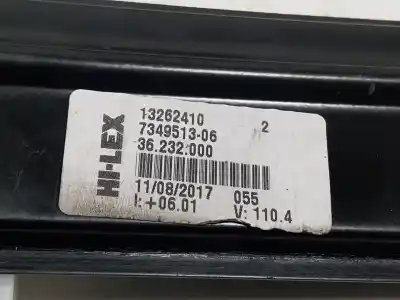 HI-LEX
13262410 2
7349513-06
36.232.000
11/08/2017 055
I: +06.01 V: 110.4